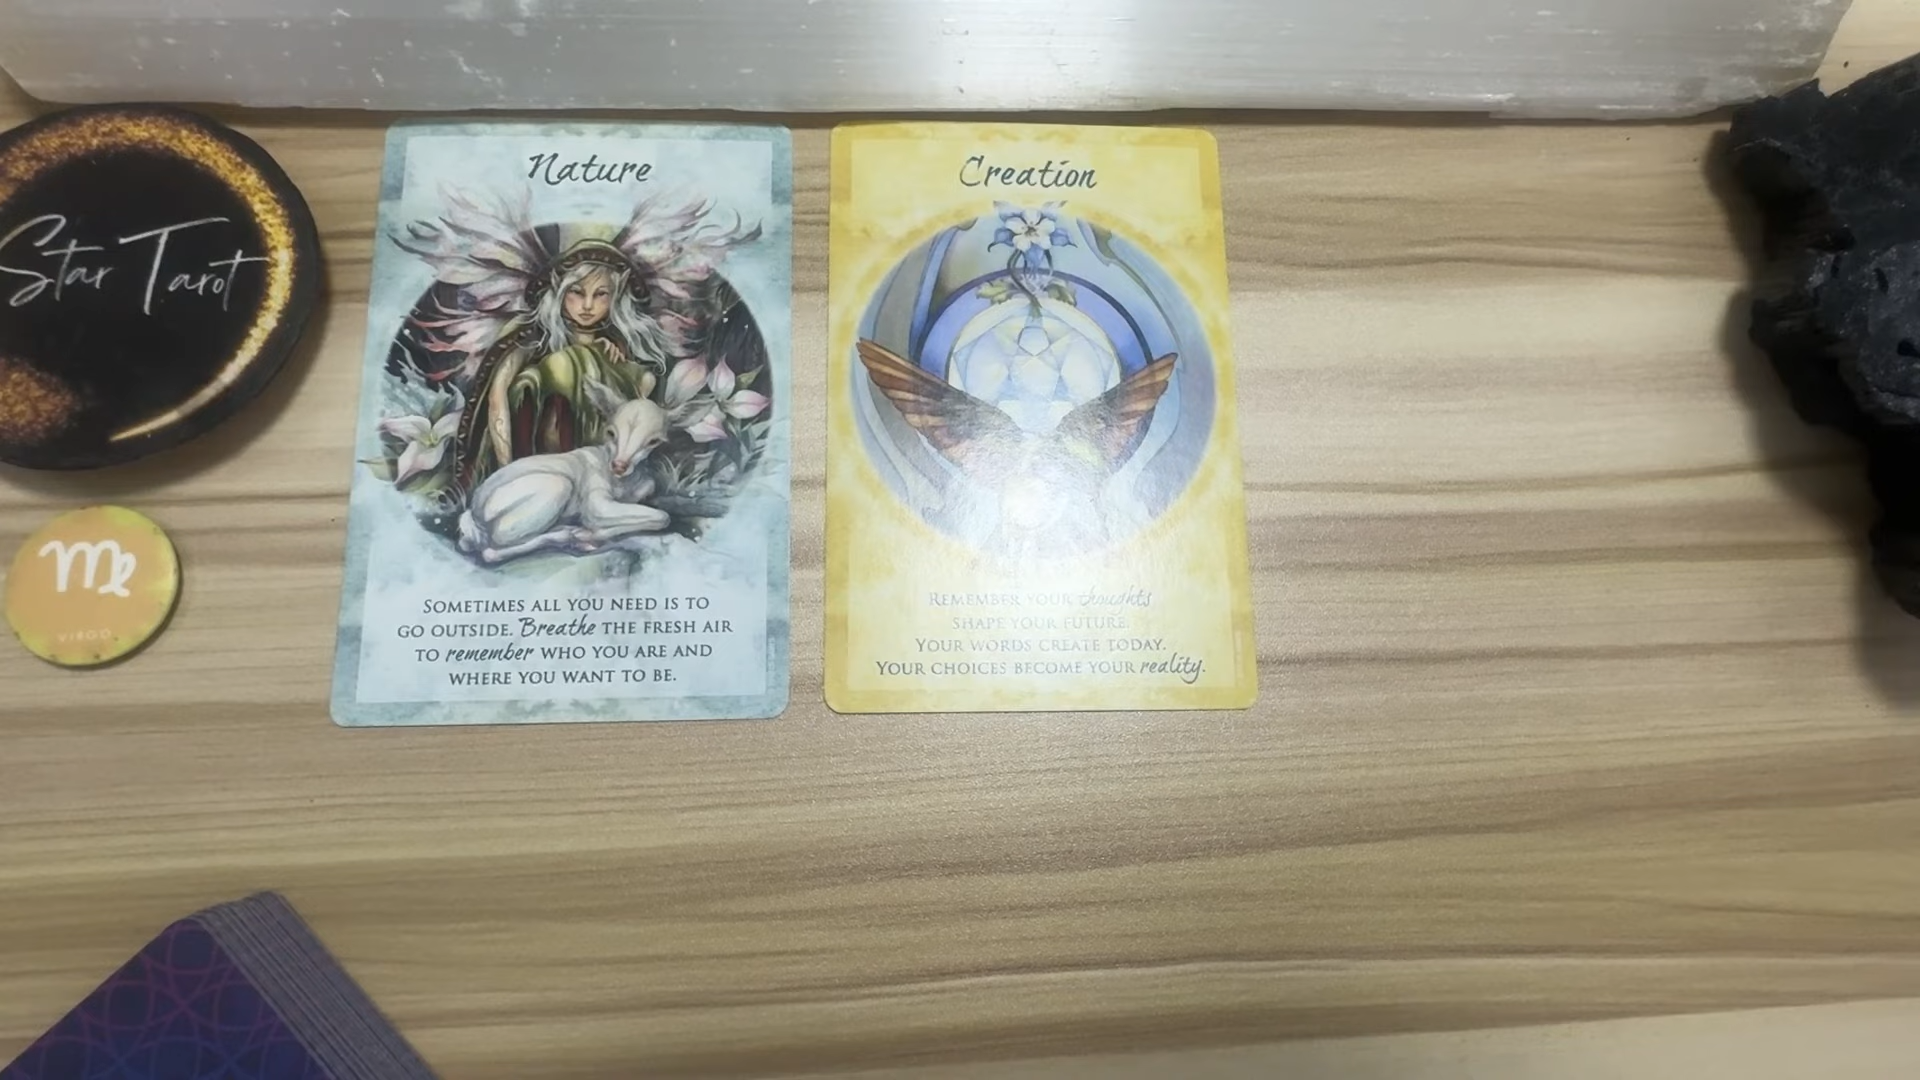 Star Tarot
VIRGO
Nature
SOMETIMES ALL YOU NEED IS TO
GO OUTSIDE. Breathe THE FRESH AIR
TO remember WHO YOU ARE AND
WHERE YOU WANT TO BE.
Creation
REMEMBER YOUR thoughts
SHAPE YOUR FUTURE.
YOUR WORDS CREATE TODAY.
YOUR CHOICES BECOME YOUR reality.